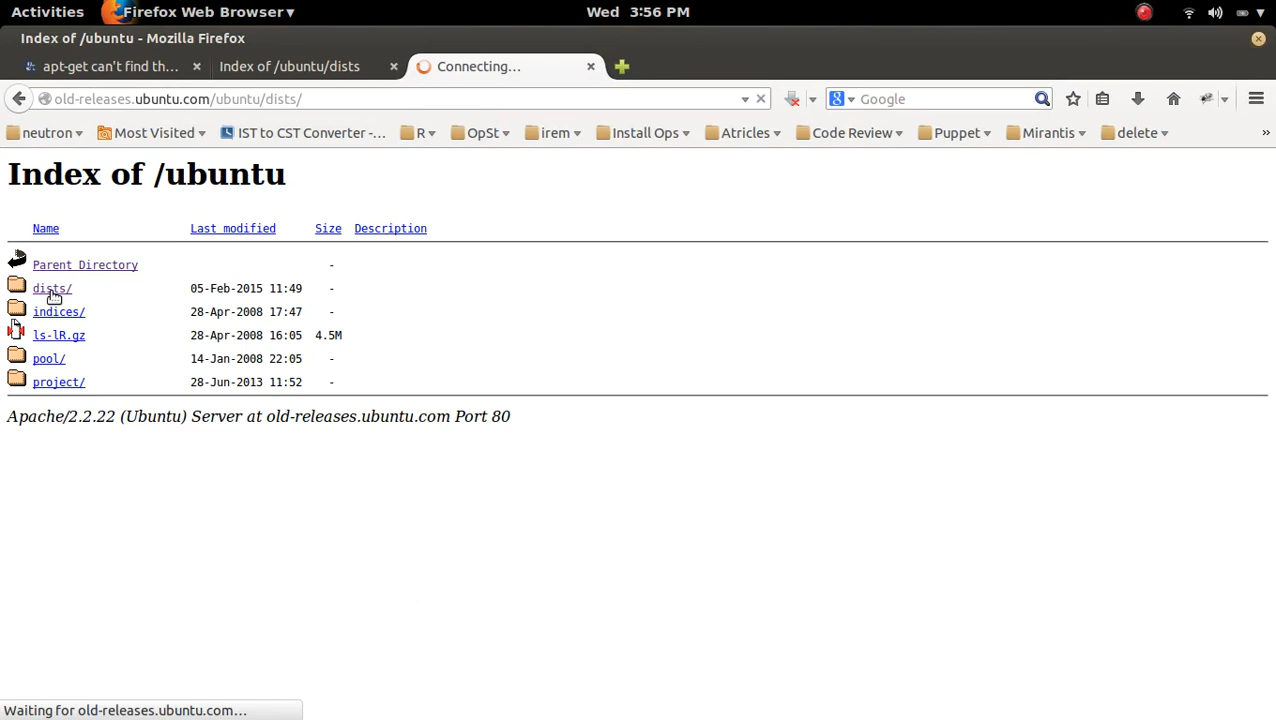 Activities Firefox Web Browser ▾ Wed 3:56 PM
Index of /ubuntu - Mozilla Firefox
apt-get can't find th... Index of /ubuntu/dists Connecting...
old-releases.ubuntu.com/ubuntu/dists/ Google
neutron Most Visited IST to CST Converter -... R OpSt irem Install Ops Atricles Code Review Puppet Mirantis delete »
Index of /ubuntu
Name Last modified Size Description
Parent Directory -
dists/ 05-Feb-2015 11:49 -
indices/ 28-Apr-2008 17:47 -
ls-lR.gz 28-Apr-2008 16:05 4.5M
pool/ 14-Jan-2008 22:05 -
project/ 28-Jun-2013 11:52 -
Apache/2.2.22 (Ubuntu) Server at old-releases.ubuntu.com Port 80
Waiting for old-releases.ubuntu.com...